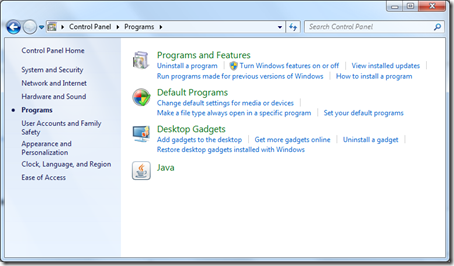 Control Panel Programs Search Control Panel
Control Panel Home
System and Security
Network and Internet
Hardware and Sound
Programs
User Accounts and Family
Safety
Appearance and
Personalization
Clock, Language, and Region
Ease of Access
Programs and Features
Uninstall a program Turn Windows features on or off View installed updates
Run programs made for previous versions of Windows How to install a program
Default Programs
Change default settings for media or devices
Make a file type always open in a specific program Set your default programs
Desktop Gadgets
Add gadgets to the desktop Get more gadgets online Uninstall a gadget
Restore desktop gadgets installed with Windows
Java